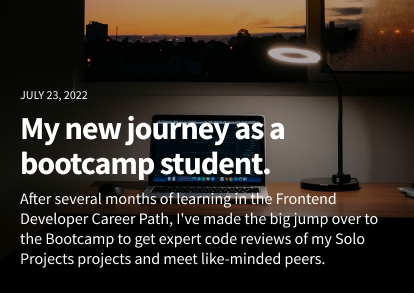 JULY 23, 2022
My new journey as a
bootcamp student.
After several months of learning in the Frontend
Developer Career Path, I've made the big jump over to
the Bootcamp to get expert code reviews of my Solo
Projects projects and meet like-minded peers.